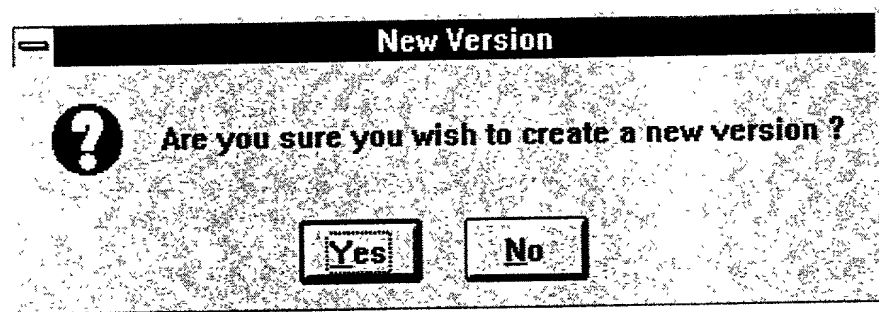 New Version
Are you sure you wish to create a new version ?
Yes
No